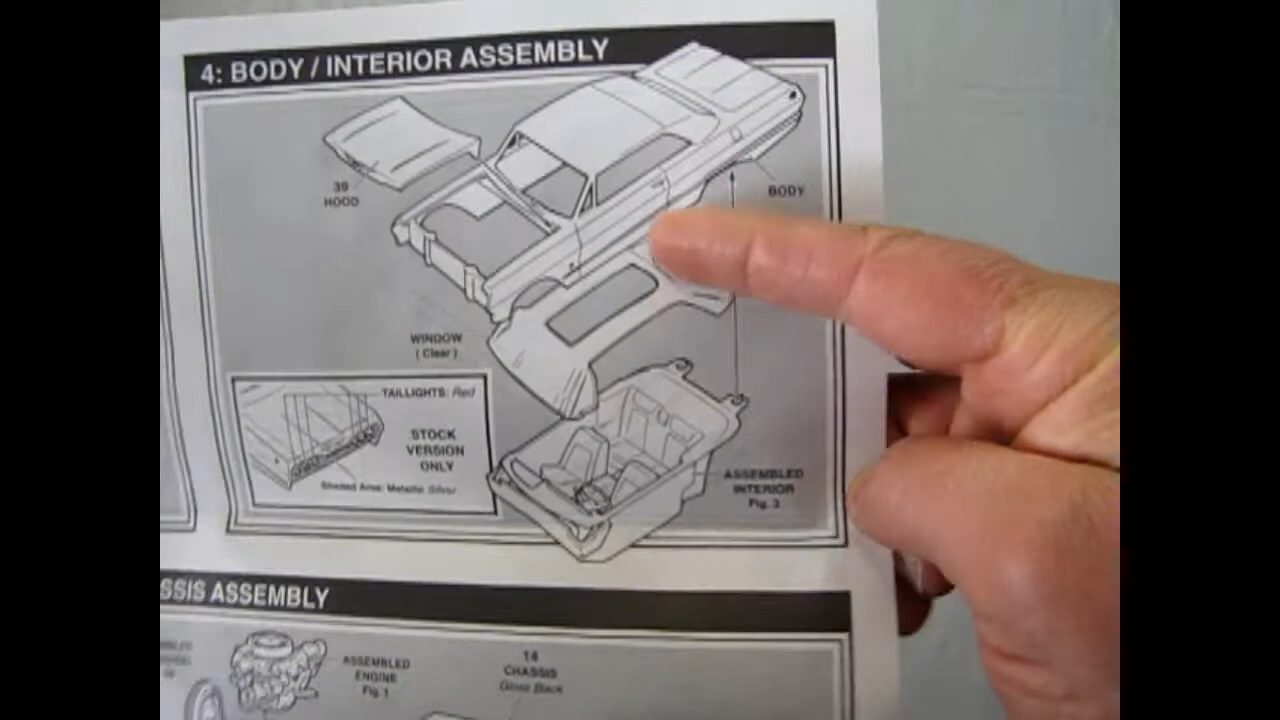 4: BODY / INTERIOR ASSEMBLY
39
HOOD
BODY
WINDOW
( Clear )
TAILLIGHTS: Red
STOCK
VERSION
ONLY
Shaded Area: Metallic Silver
ASSEMBLED
INTERIOR
Fig. 3
SSIS ASSEMBLY
ASSEMBLED
ENGINE
Fig. 1
14
CHASSIS
Gloss Black